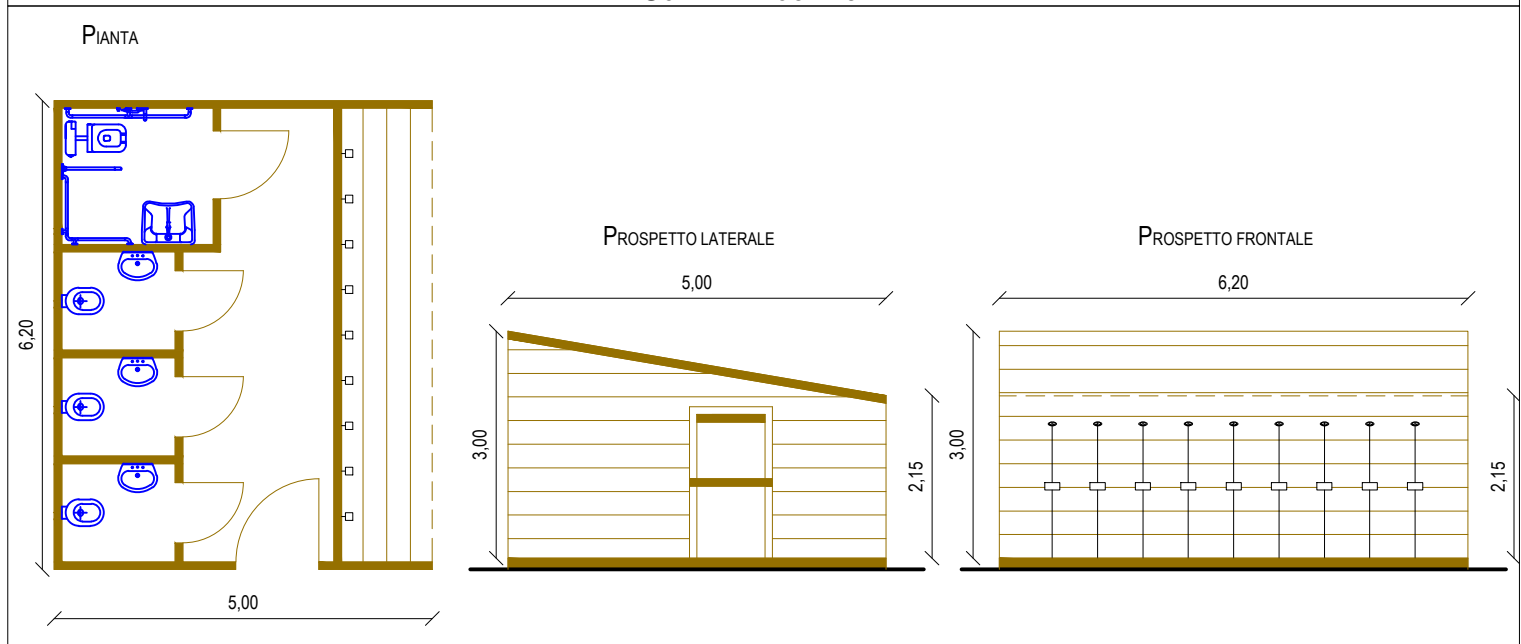 PIANTA
6,20
5,00
PROSPETTO LATERALE
5,00
3,00
2,15
PROSPETTO FRONTALE
6,20
3,00
2,15